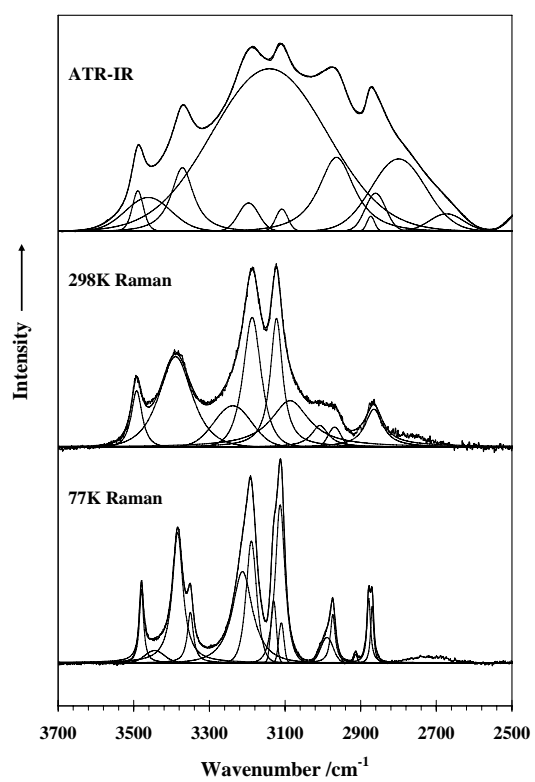 ATR-IR
298K Raman
77K Raman
Intensity
3700 3500 3300 3100 2900 2700 2500
Wavenumber /cm⁻¹